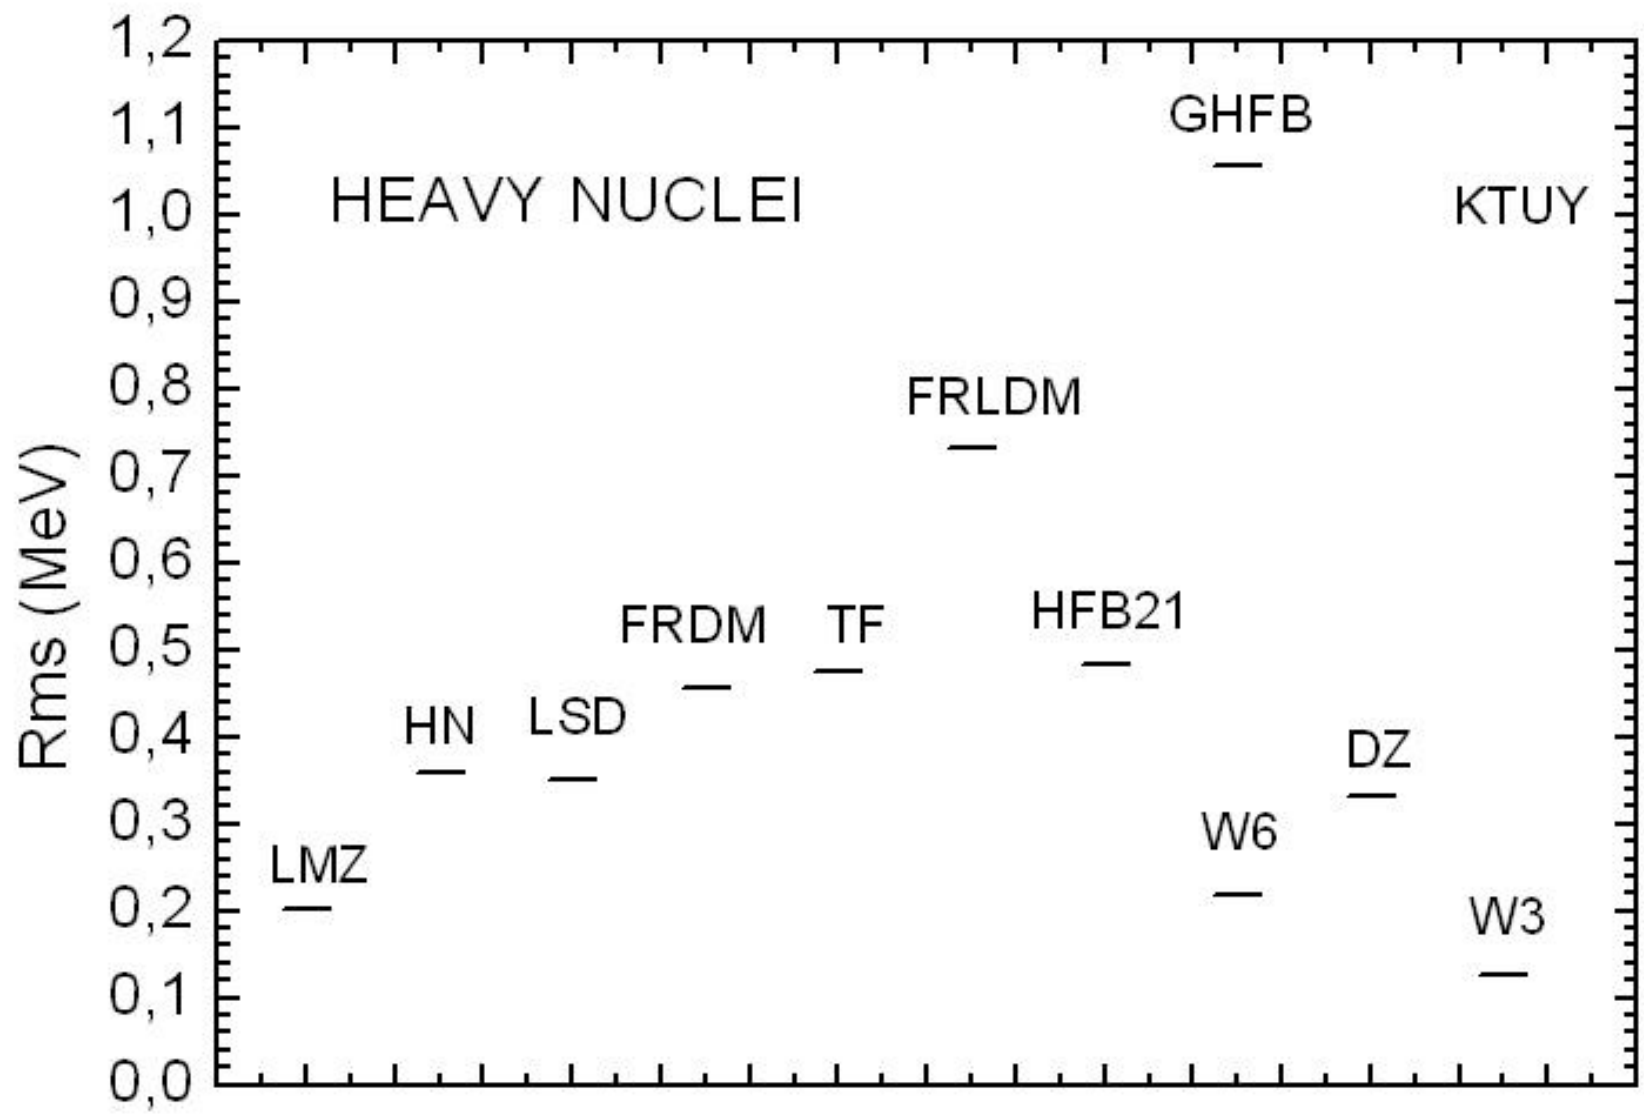 1,2
1,1
1,0
0,9
0,8
0,7
0,6
0,5
0,4
0,3
0,2
0,1
0,0
Rms (MeV)
HEAVY NUCLEI
GHFB
KTUY
FRLDM
HFB21
FRDM
TF
HN
LSD
DZ
W6
LMZ
W3